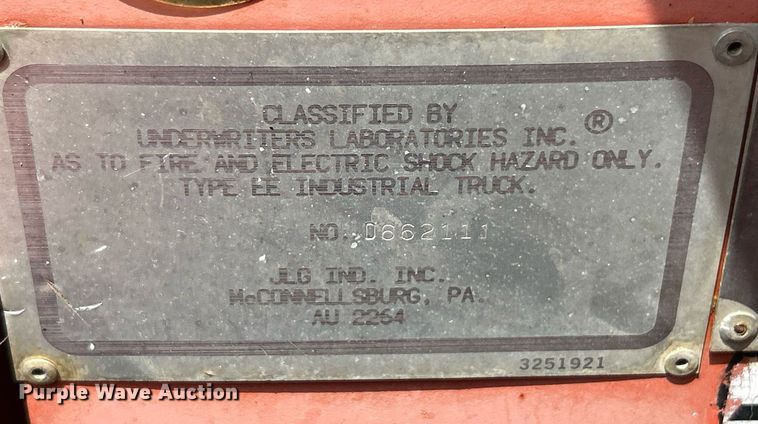 CLASSIFIED BY
UNDERWRITERS LABORATORIES INC. ®
AS TO FIRE AND ELECTRIC SHOCK HAZARD ONLY.
TYPE EE INDUSTRIAL TRUCK.
NO. D662111
JLG IND. INC.
McCONNELLSBURG, PA.
AU 2264
3251921
Purple Wave Auction